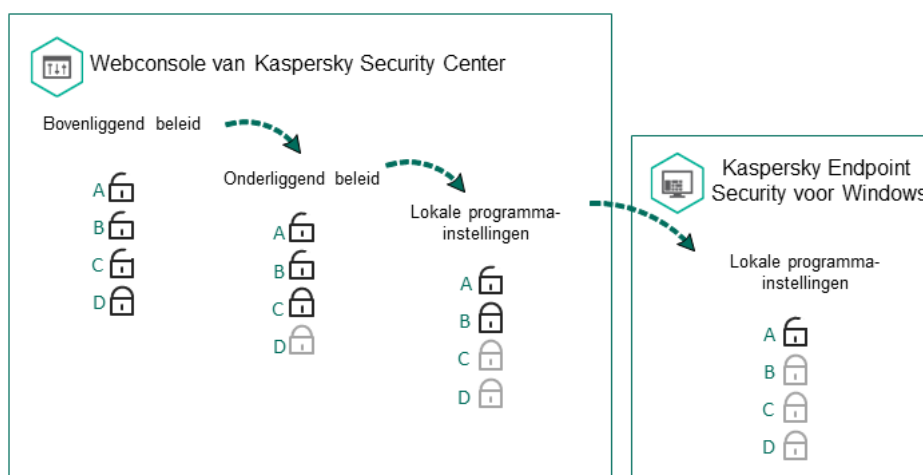 Webconsole van Kaspersky Security Center
Bovenliggend beleid
A
B
C
D
Onderliggend beleid
A
B
C
D
Lokale programma-
instellingen
A
B
C
D
Kaspersky Endpoint
Security voor Windows
Lokale programma-
instellingen
A
B
C
D